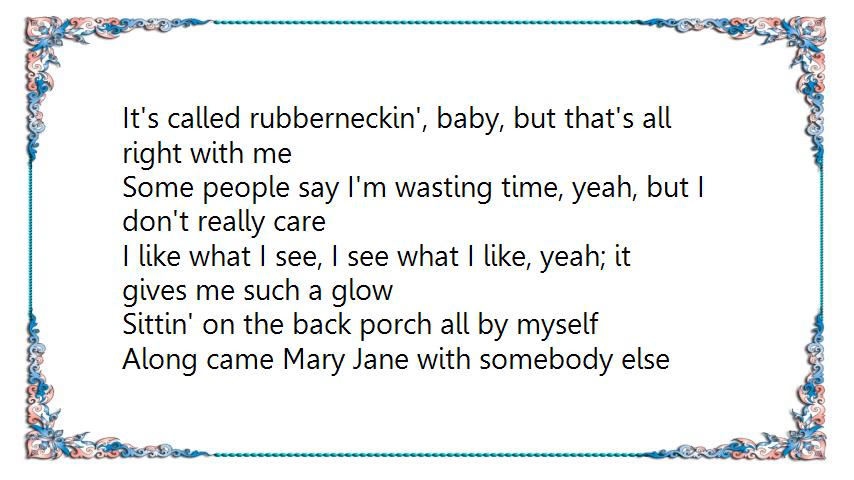 It's called rubberneckin', baby, but that's all
right with me
Some people say I'm wasting time, yeah, but I
don't really care
I like what I see, I see what I like, yeah; it
gives me such a glow
Sittin' on the back porch all by myself
Along came Mary Jane with somebody else